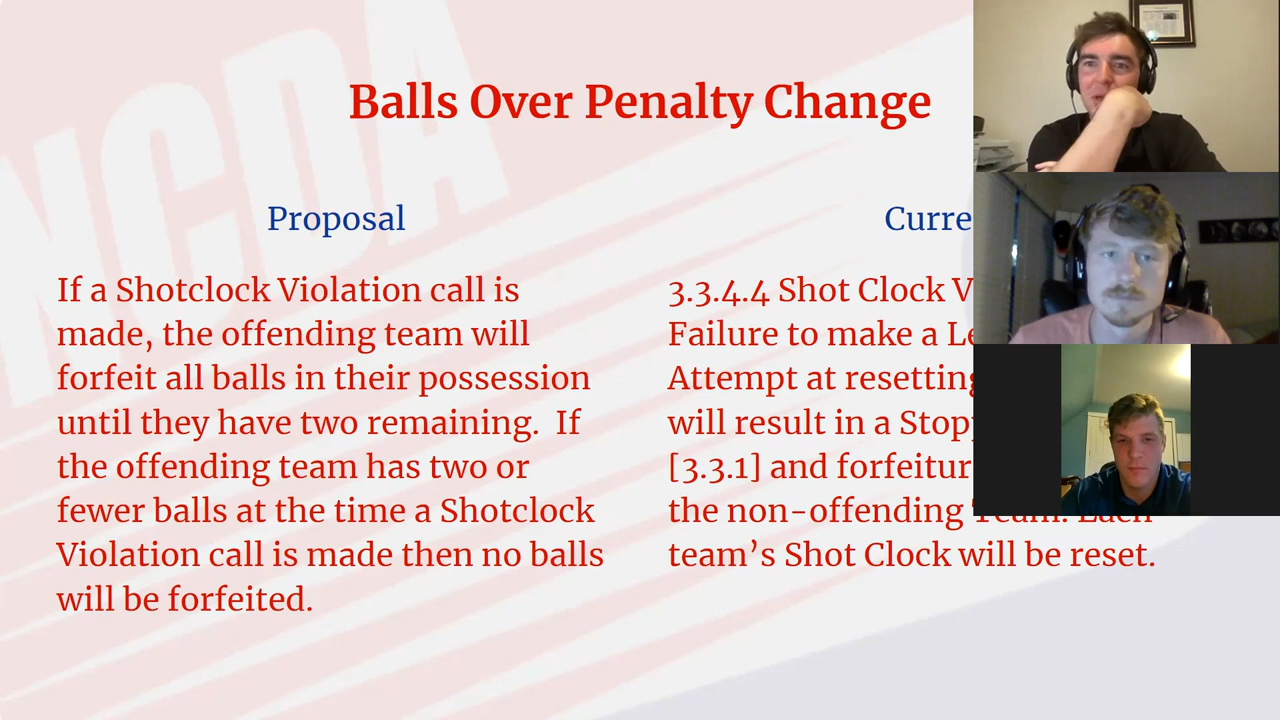 NCDA
Balls Over Penalty Change
Proposal
If a Shotclock Violation call is
made, the offending team will
forfeit all balls in their possession
until they have two remaining.  If
the offending team has two or
fewer balls at the time a Shotclock
Violation call is made then no balls
will be forfeited.
Curre
3.3.4.4 Shot Clock V
Failure to make a Le
Attempt at resetting
will result in a Stop
[3.3.1] and forfeitur
the non-offending Team. Each
team’s Shot Clock will be reset.